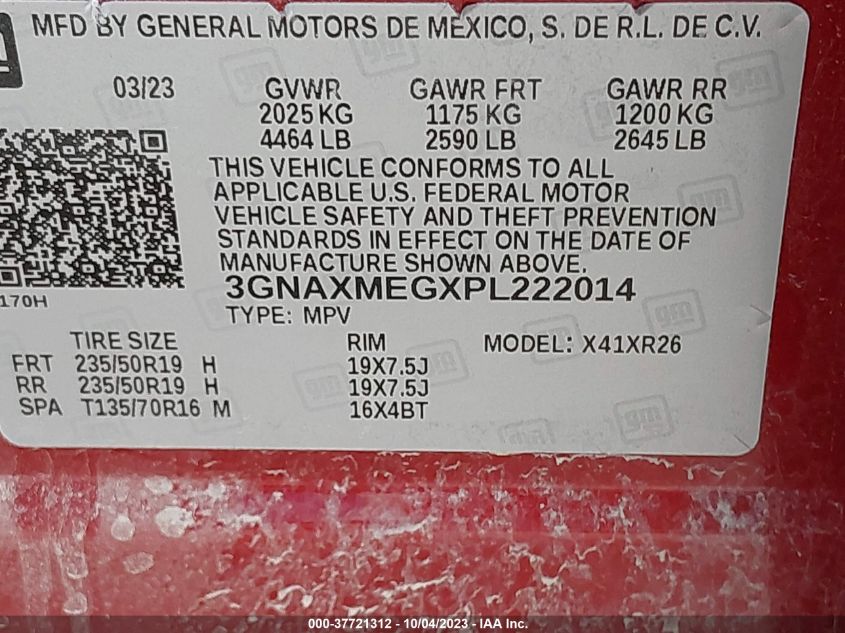 MFD BY GENERAL MOTORS DE MEXICO, S. DE R.L. DE C.V.
03/23 GVWR GAWR FRT GAWR RR
2025 KG 1175 KG 1200 KG
4464 LB 2590 LB 2645 LB
THIS VEHICLE CONFORMS TO ALL
APPLICABLE U.S. FEDERAL MOTOR
VEHICLE SAFETY AND THEFT PREVENTION
STANDARDS IN EFFECT ON THE DATE OF
MANUFACTURE SHOWN ABOVE.
170H
3GNAXMEGXPL222014
TYPE: MPV
TIRE SIZE RIM MODEL: X41XR26
FRT 235/50R19 H 19X7.5J
RR 235/50R19 H 19X7.5J
SPA T135/70R16 M 16X4BT
000-37721312 - 10/04/2023 - IAA Inc.